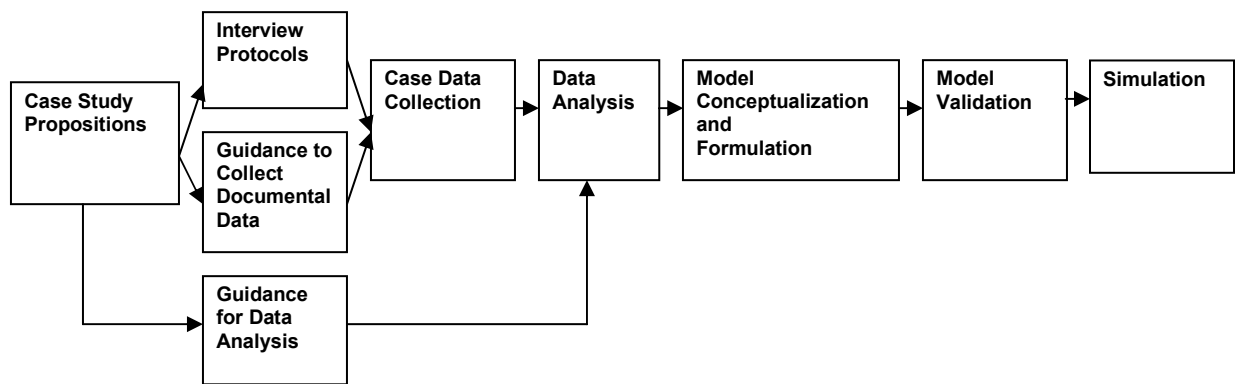 Case Study
Propositions
Interview
Protocols
Guidance to
Collect
Documental
Data
Guidance
for Data
Analysis
Case Data
Collection
Data
Analysis
Model
Conceptualization
and
Formulation
Model
Validation
Simulation